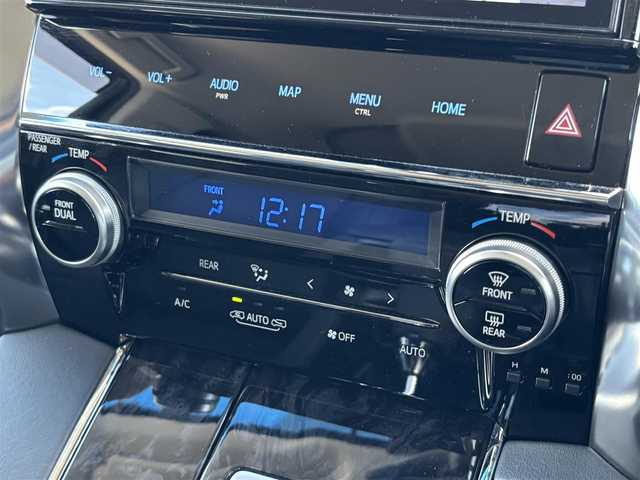 VOL− VOL+ AUDIO MAP MENU HOME
PWR CTRL
PASSENGER
/REAR
TEMP
FRONT
DUAL
FRONT
12:17
TEMP
FRONT
REAR
REAR
A/C
AUTO
OFF
AUTO
H M :00